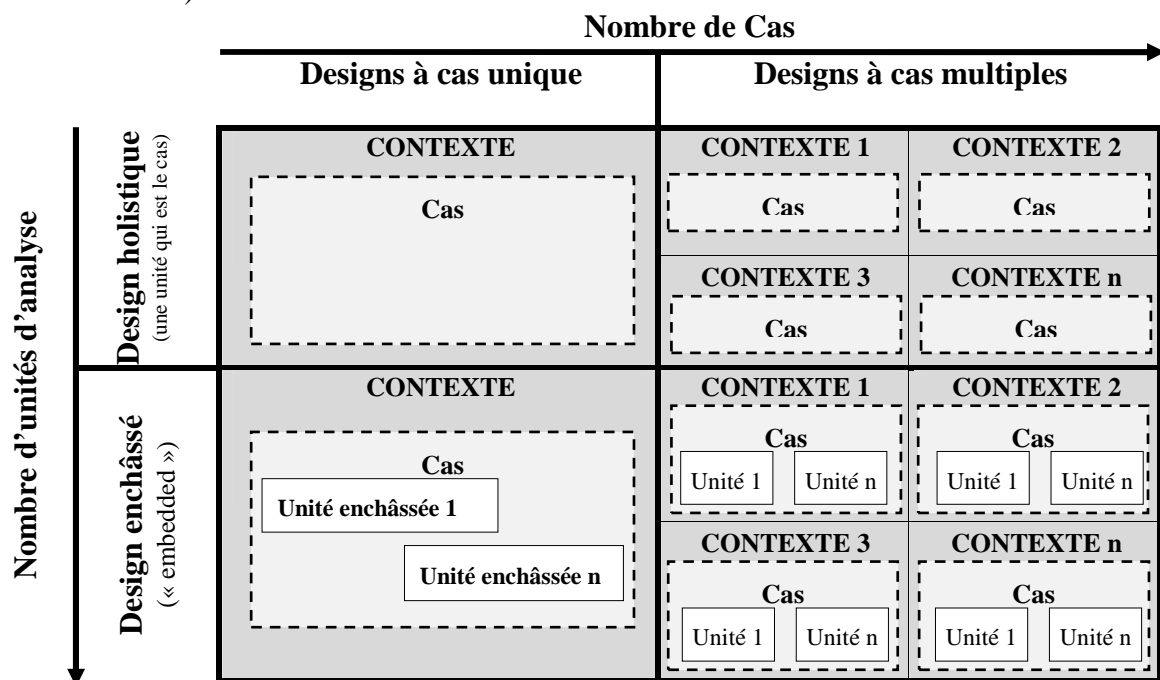 )
Nombre de Cas
Designs à cas unique
Designs à cas multiples
Nombre d'unités d'analyse
Design holistique
(une unité qui est le cas)
CONTEXTE
Cas
CONTEXTE 1
Cas
CONTEXTE 2
Cas
CONTEXTE 3
Cas
CONTEXTE n
Cas
Design enchâssé
(« embedded »)
CONTEXTE
Cas
Unité enchâssée 1
Unité enchâssée n
CONTEXTE 1
Cas
Unité 1
Unité n
CONTEXTE 2
Cas
Unité 1
Unité n
CONTEXTE 3
Cas
Unité 1
Unité n
CONTEXTE n
Cas
Unité 1
Unité n